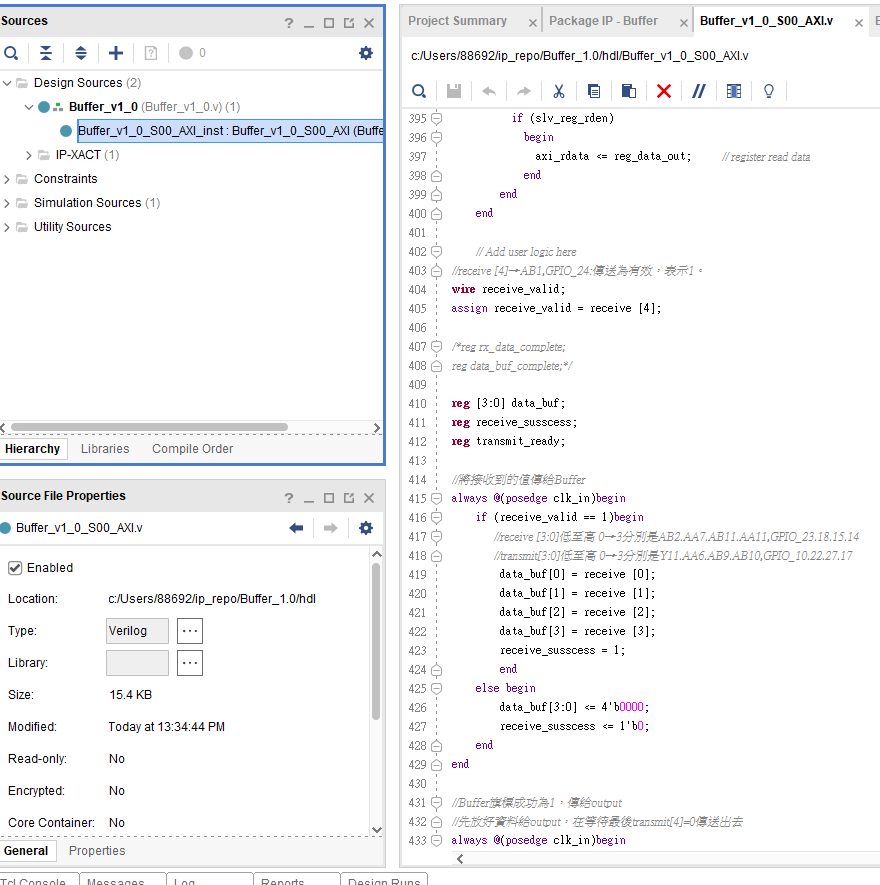 Sources
0
Design Sources (2)
Buffer_v1_0 (Buffer_v1_0.v) (1)
Buffer_v1_0_S00_AXI_inst : Buffer_v1_0_S00_AXI (Buffe
IP-XACT (1)
Constraints
Simulation Sources (1)
Utility Sources
Hierarchy Libraries Compile Order
Source File Properties
Buffer_v1_0_S00_AXI.v
Enabled
Location: c:/Users/88692/ip_repo/Buffer_1.0/hdl
Type: Verilog
Library:
Size: 15.4 KB
Modified: Today at 13:34:44 PM
Read-only: No
Encrypted: No
Core Container: No
General Properties
Tcl Console Messages Log Reports Design Runs
Project Summary Package IP - Buffer Buffer_v1_0_S00_AXI.v
c:/Users/88692/ip_repo/Buffer_1.0/hdl/Buffer_v1_0_S00_AXI.v
395 if (slv_reg_rden)
396 begin
397 axi_rdata <= reg_data_out; // register read data
398 end
399 end
400 end
401
402 // Add user logic here
403 //receive [4]→AB1,GPIO_24:傳送為有效，表示1。
404 wire receive_valid;
405 assign receive_valid = receive [4];
406
407 /*reg rx_data_complete;
408 reg data_buf_complete;*/
409
410 reg [3:0] data_buf;
411 reg receive_susscess;
412 reg transmit_ready;
413
414 //將接收到的值傳給Buffer
415 always @(posedge clk_in)begin
416 if (receive_valid == 1)begin
417 //receive [3:0]低至高 0→3分別是AB2.AA7.AB11.AA11,GPIO_23.18.15.14
418 //transmit[3:0]低至高 0→3分別是Y11.AA6.AB9.AB10,GPIO_10.22.27.17
419 data_buf[0] = receive [0];
420 data_buf[1] = receive [1];
421 data_buf[2] = receive [2];
422 data_buf[3] = receive [3];
423 receive_susscess = 1;
424 end
425 else begin
426 data_buf[3:0] <= 4'b0000;
427 receive_susscess <= 1'b0;
428 end
429 end
430
431 //Buffer旗標成功為1，傳給output
432 //先放好資料給output，在等待最後transmit[4]=0傳送出去
433 always @(posedge clk_in)begin